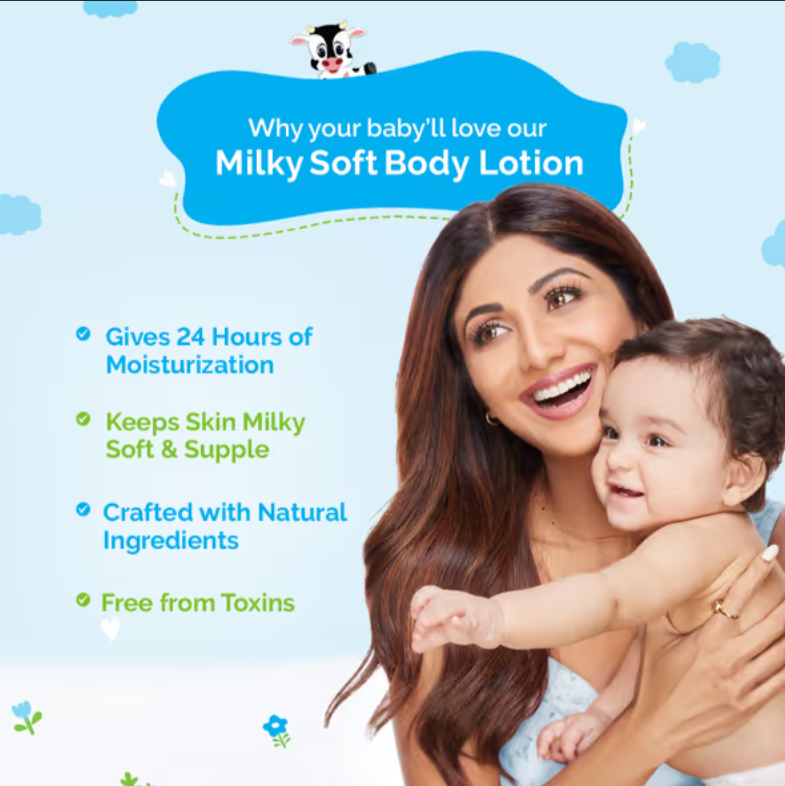 Why your baby'll love our
Milky Soft Body Lotion
Gives 24 Hours of
Moisturization
Keeps Skin Milky
Soft & Supple
Crafted with Natural
Ingredients
Free from Toxins